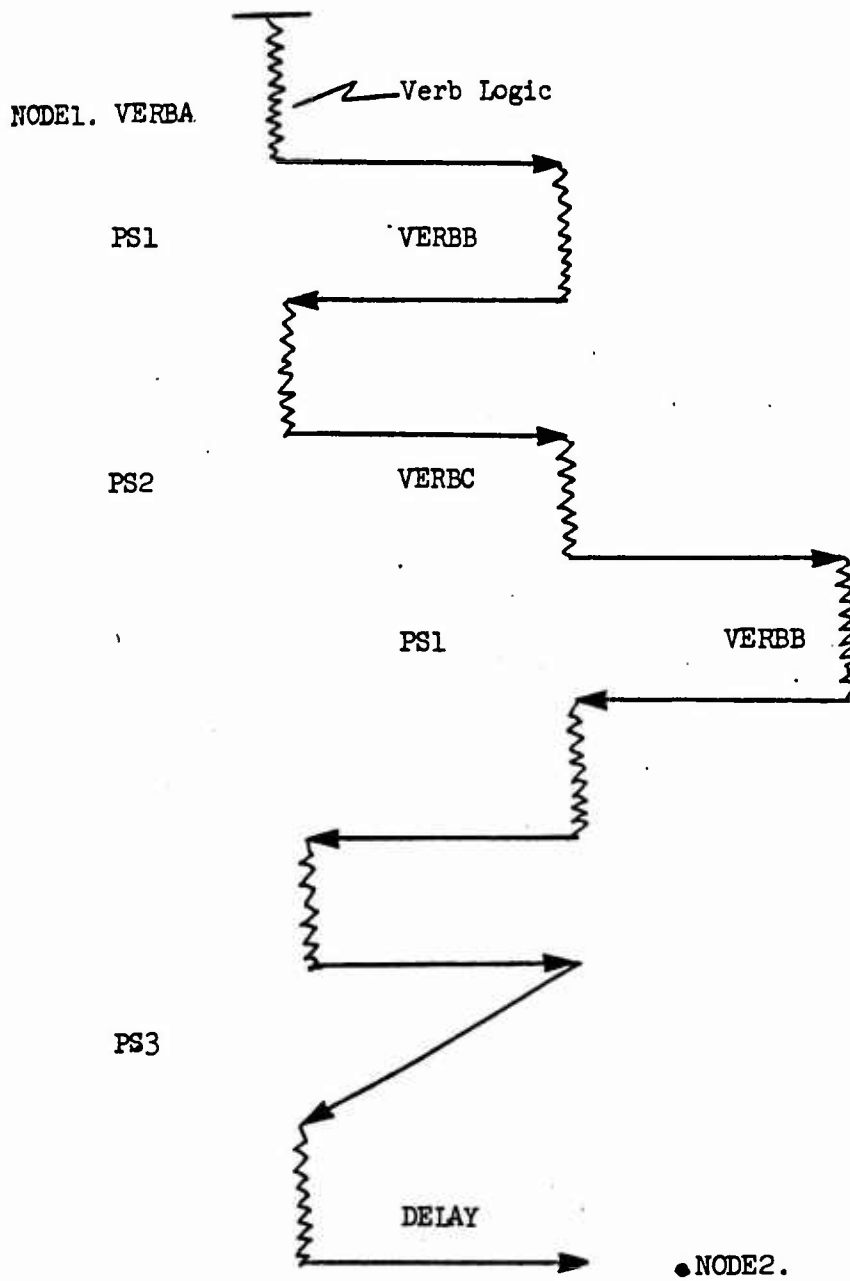 Verb Logic
NODE1. VERBA
PS1 VERBB
PS2 VERBC
PS1 VERBB
PS3
DELAY
NODE2.